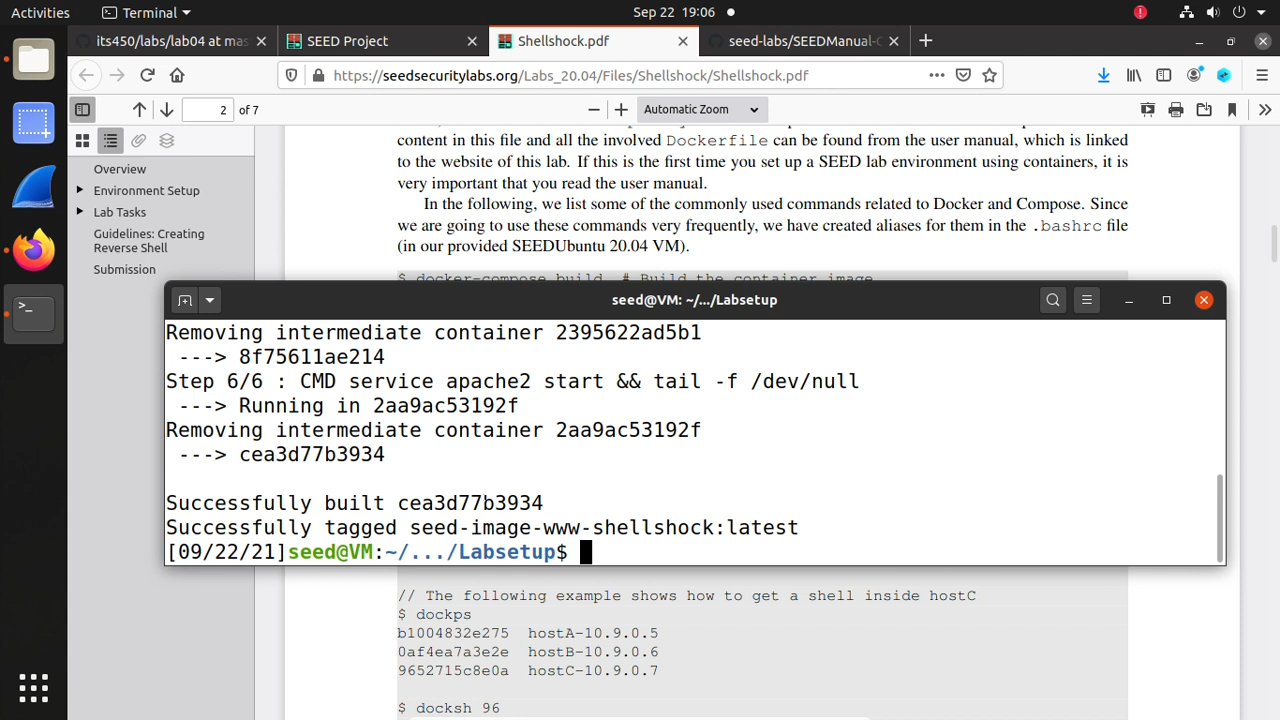 Activities
Terminal
Sep 22 19:06
its450/labs/lab04 at mas
SEED Project
Shellshock.pdf
seed-labs/SEEDManual-C
https://seedsecuritylabs.org/Labs_20.04/Files/Shellshock/Shellshock.pdf
2 of 7
Automatic Zoom
Overview
Environment Setup
Lab Tasks
Guidelines: Creating
Reverse Shell
Submission
content in this file and all the involved Dockerfile can be found from the user manual, which is linked
to the website of this lab. If this is the first time you set up a SEED lab environment using containers, it is
very important that you read the user manual.
In the following, we list some of the commonly used commands related to Docker and Compose. Since
we are going to use these commands very frequently, we have created aliases for them in the .bashrc file
(in our provided SEEDUbuntu 20.04 VM).
$ docker-compose build # Build the container image
seed@VM: ~/.../Labsetup
Removing intermediate container 2395622ad5b1
---> 8f75611ae214
Step 6/6 : CMD service apache2 start && tail -f /dev/null
---> Running in 2aa9ac53192f
Removing intermediate container 2aa9ac53192f
---> cea3d77b3934
Successfully built cea3d77b3934
Successfully tagged seed-image-www-shellshock:latest
[09/22/21]seed@VM:~/.../Labsetup$
// The following example shows how to get a shell inside hostC
$ dockps
b1004832e275 hostA-10.9.0.5
0af4ea7a3e2e hostB-10.9.0.6
9652715c8e0a hostC-10.9.0.7
$ docksh 96